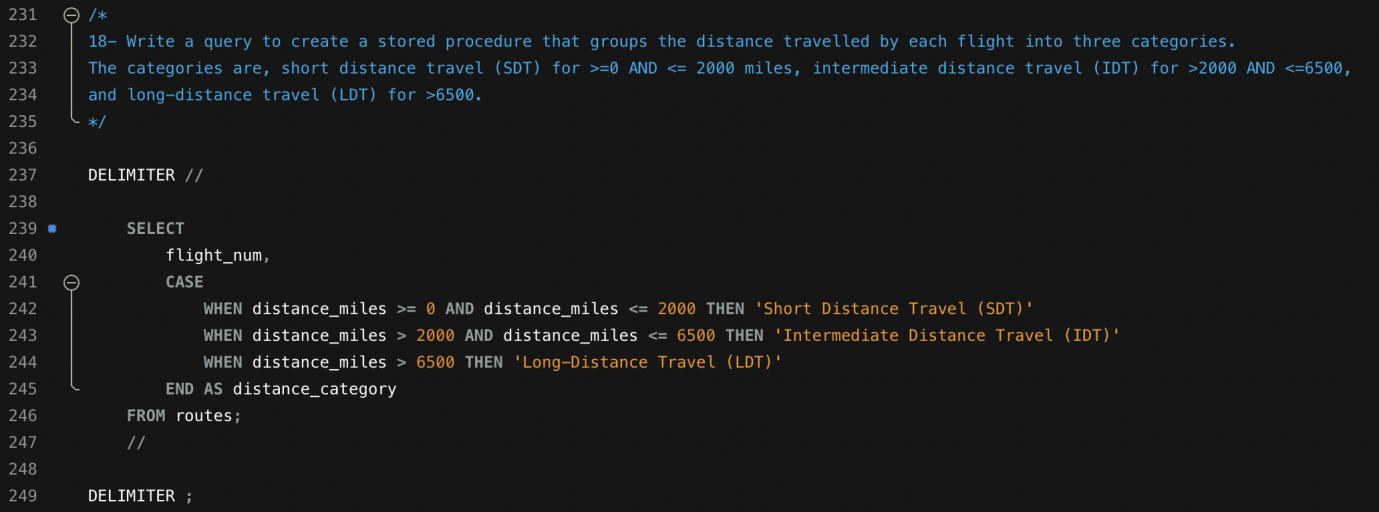 231 /*
232 18- Write a query to create a stored procedure that groups the distance travelled by each flight into three categories.
233 The categories are, short distance travel (SDT) for >=0 AND <= 2000 miles, intermediate distance travel (IDT) for >2000 AND <=6500,
234 and long-distance travel (LDT) for >6500.
235 */
236
237 DELIMITER //
238
239 SELECT
240 flight_num,
241 CASE
242 WHEN distance_miles >= 0 AND distance_miles <= 2000 THEN 'Short Distance Travel (SDT)'
243 WHEN distance_miles > 2000 AND distance_miles <= 6500 THEN 'Intermediate Distance Travel (IDT)'
244 WHEN distance_miles > 6500 THEN 'Long-Distance Travel (LDT)'
245 END AS distance_category
246 FROM routes;
247 //
248
249 DELIMITER ;